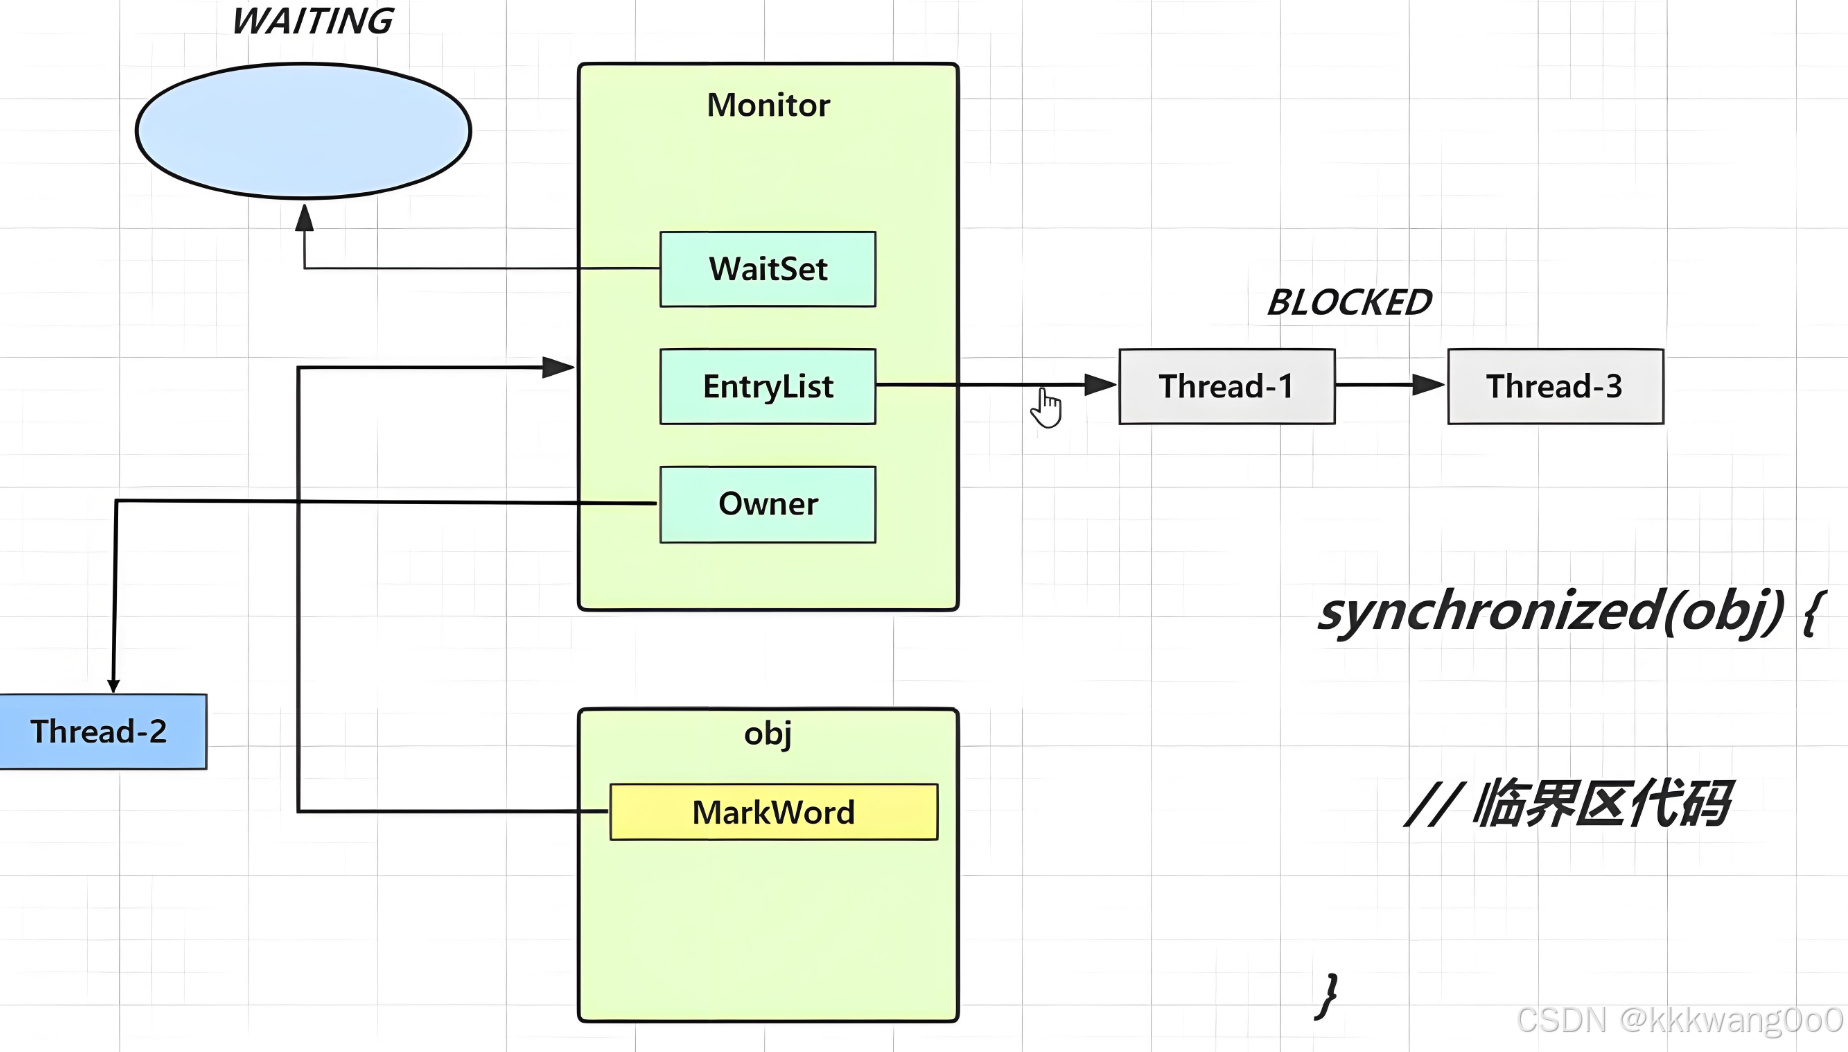 WAITING
Monitor
WaitSet
BLOCKED
EntryList
Thread-1
Thread-3
Owner
synchronized(obj) {
Thread-2
obj
MarkWord
// 临界区代码
}
CSDN @kkkwang0o0